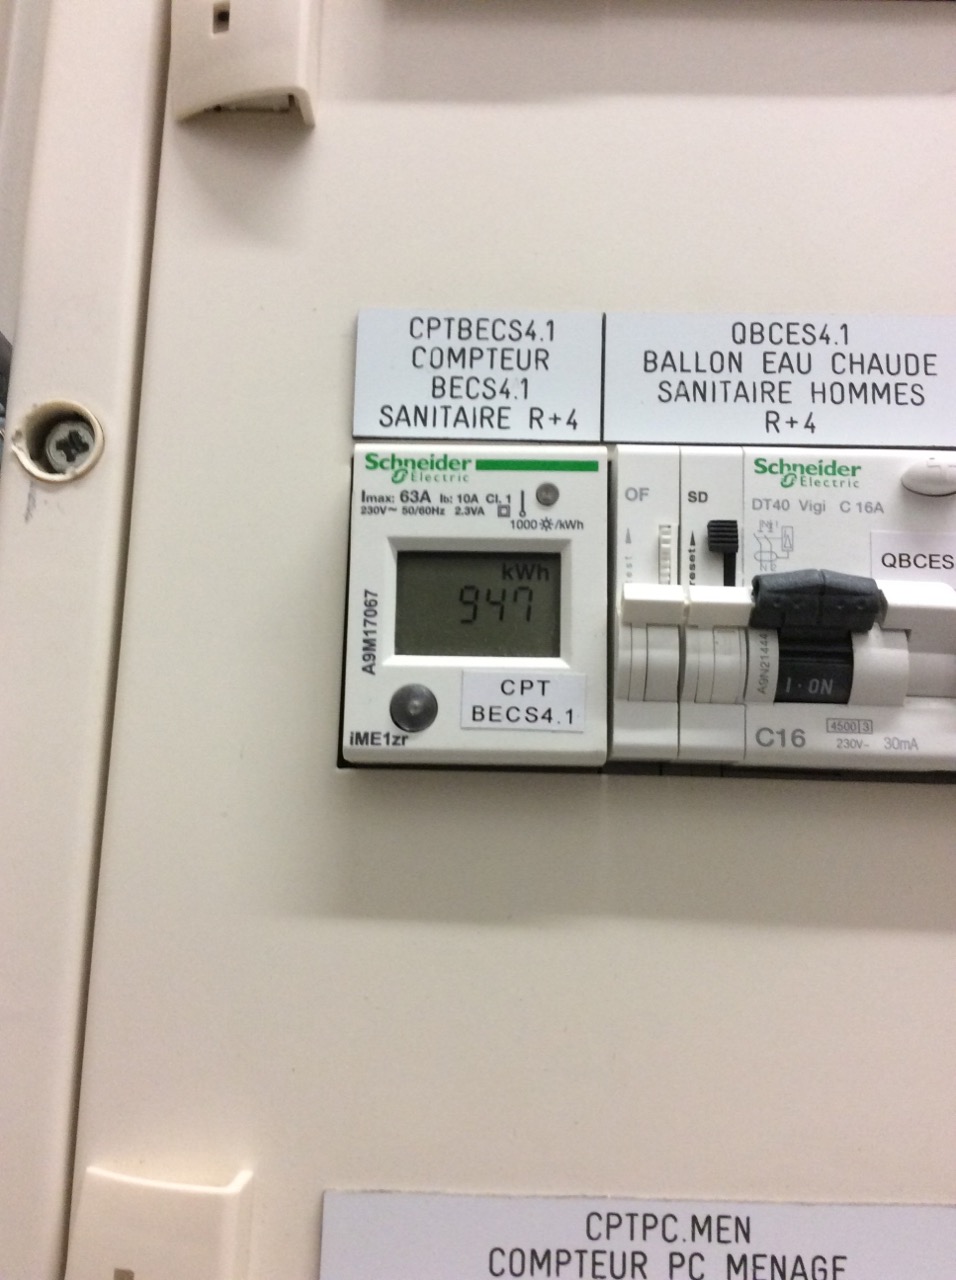 CPTBECS4.1
COMPTEUR
BECS4.1
SANITAIRE R+4
QBCES4.1
BALLON EAU CHAUDE
SANITAIRE HOMMES
R+4
Schneider
Electric
Imax: 63A Ib: 10A Cl. 1
230V~ 50/60Hz 2.3VA
1000 /kWh
kWh
947
A9M17067
CPT
BECS4.1
iME1zr
OF
SD
reset
Schneider
Electric
DT40 Vigi C 16A
QBCES
A9N21444
I · ON
C16
4500 3
230V~ 30mA
CPTPC.MEN
COMPTEUR PC MENAGE